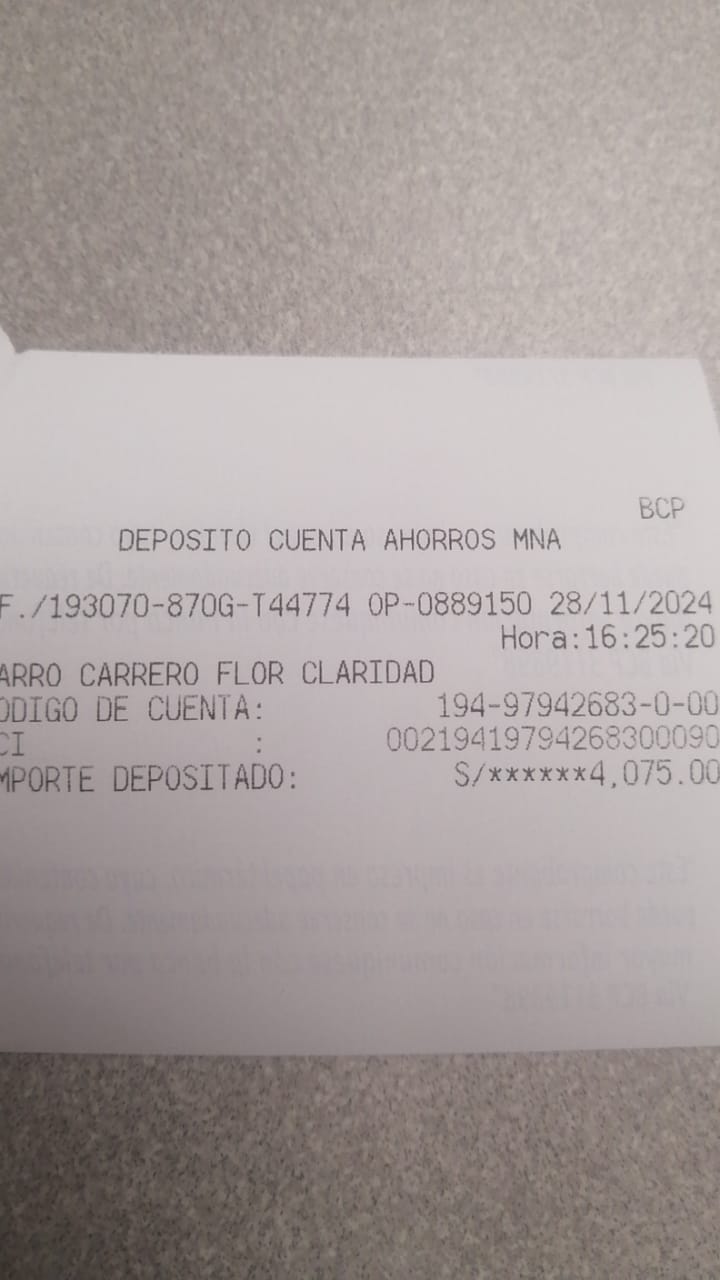 BCP
DEPOSITO CUENTA AHORROS MNA
F./193070-870G-T44774 OP-0889150 28/11/2024
Hora:16:25:20
ARRO CARRERO FLOR CLARIDAD
ODIGO DE CUENTA: 194-97942683-0-00
CI : 00219419794268300090
MPORTE DEPOSITADO: S/******4,075.00